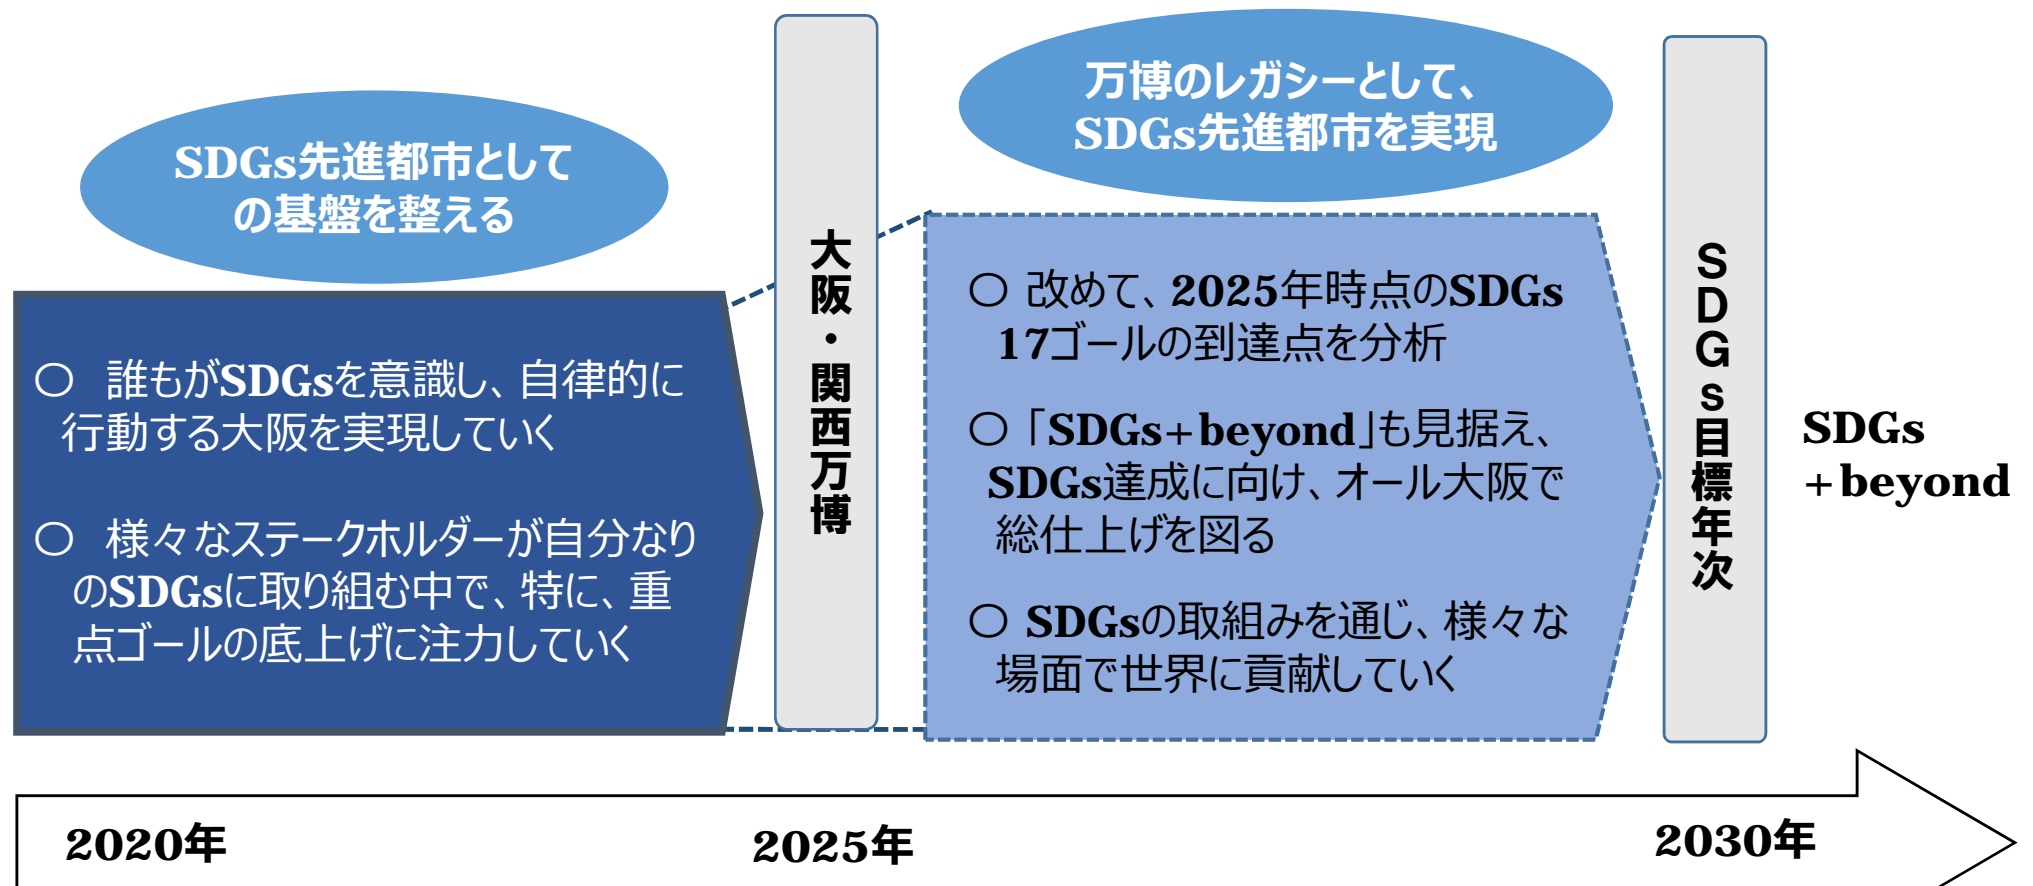 SDGs先進都市として
の基盤を整える
〇　誰もがSDGsを意識し、自律的に
行動する大阪を実現していく
〇　様々なステークホルダーが自分なり
のSDGsに取り組む中で、特に、重
点ゴールの底上げに注力していく
大阪・関西万博
万博のレガシーとして、
SDGs先進都市を実現
〇 改めて、2025年時点のSDGs
17ゴールの到達点を分析
〇「SDGs+beyond」も見据え、
SDGs達成に向け、オール大阪で
総仕上げを図る
〇 SDGsの取組みを通じ、様々な
場面で世界に貢献していく
SDGs目標年次
SDGs
+beyond
2020年
2025年
2030年